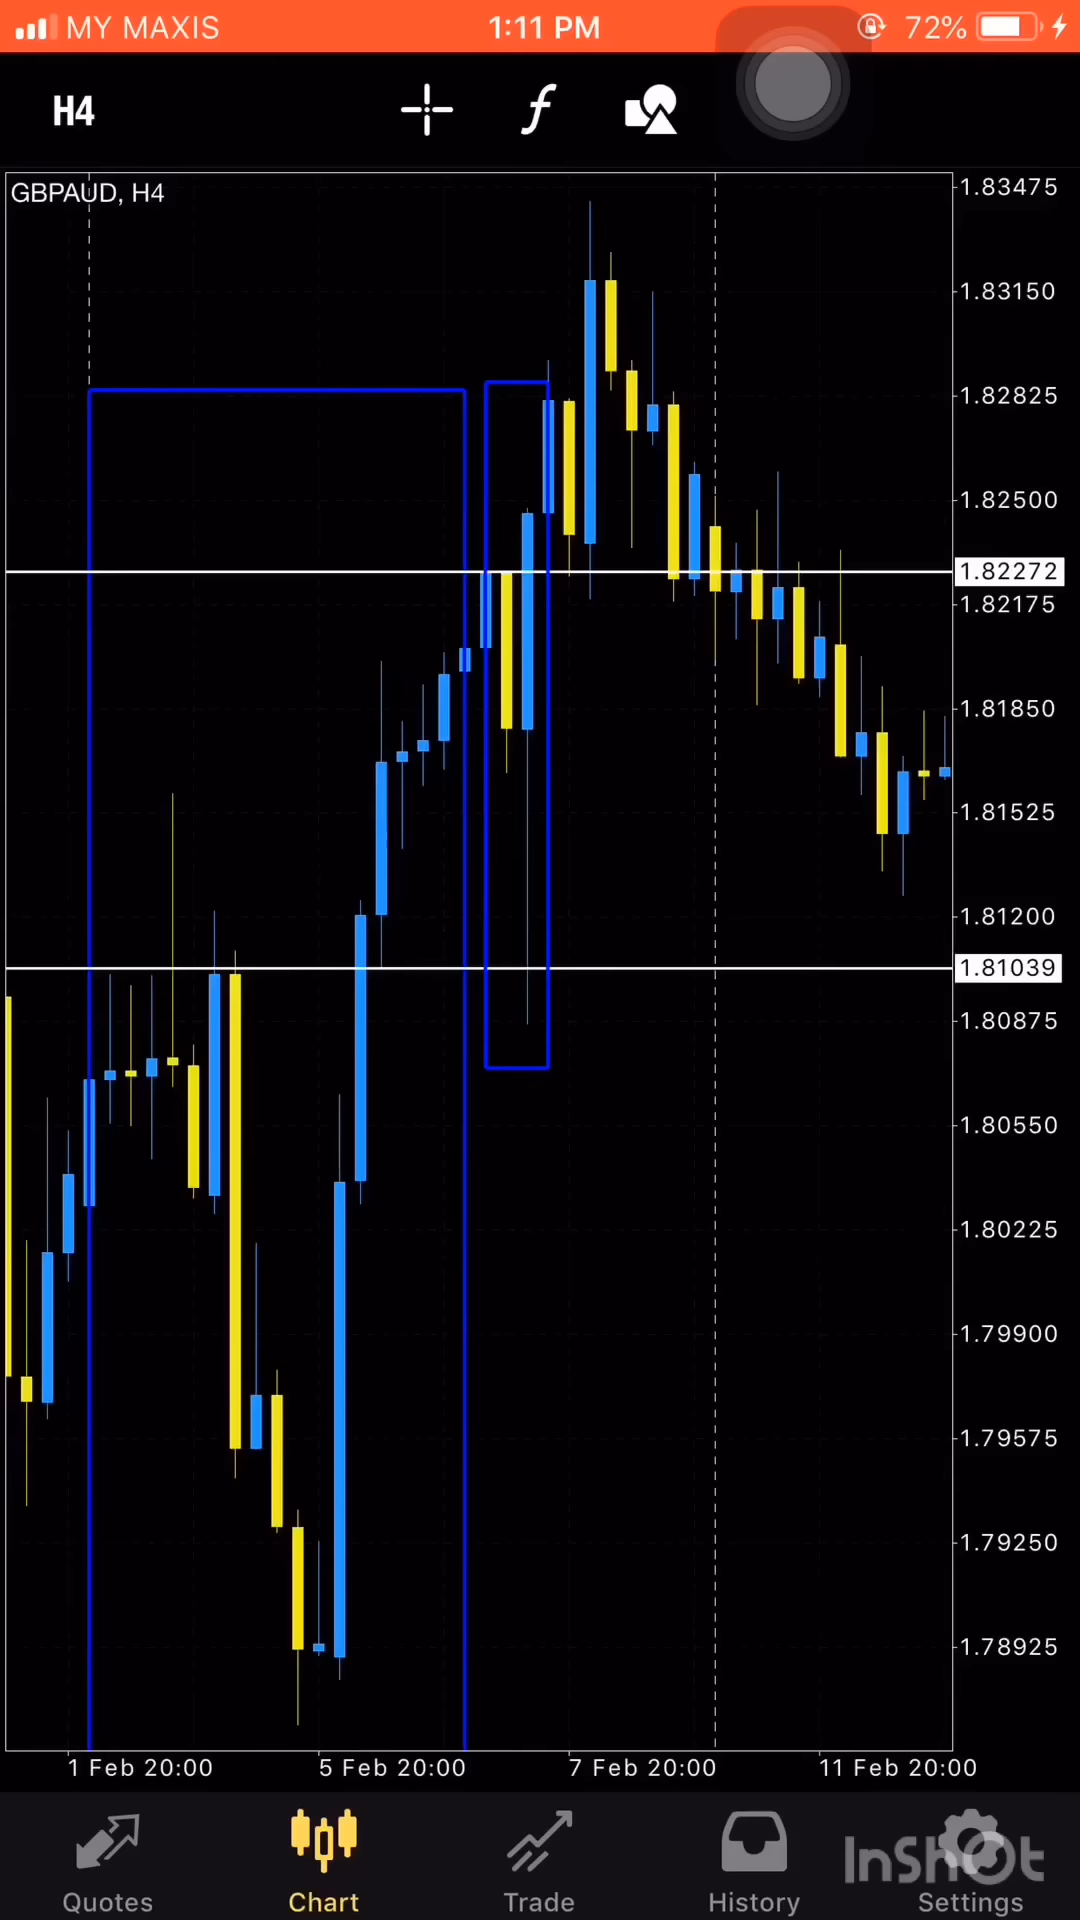 MY MAXIS 1:11 PM 72%
H4
GBPAUD, H4
1.83475
1.83150
1.82825
1.82500
1.82272
1.82175
1.81850
1.81525
1.81200
1.81039
1.80875
1.80550
1.80225
1.79900
1.79575
1.79250
1.78925
1 Feb 20:00 5 Feb 20:00 7 Feb 20:00 11 Feb 20:00
InShOt
Quotes Chart Trade History Settings